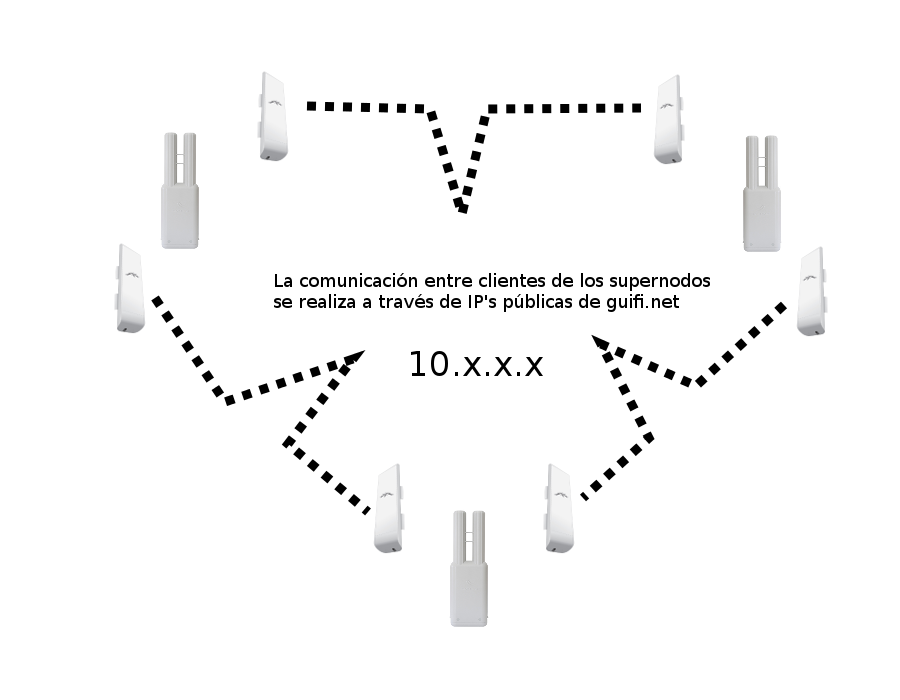 La comunicación entre clientes de los supernodos
se realiza a través de IP's públicas de guifi.net
10.x.x.x